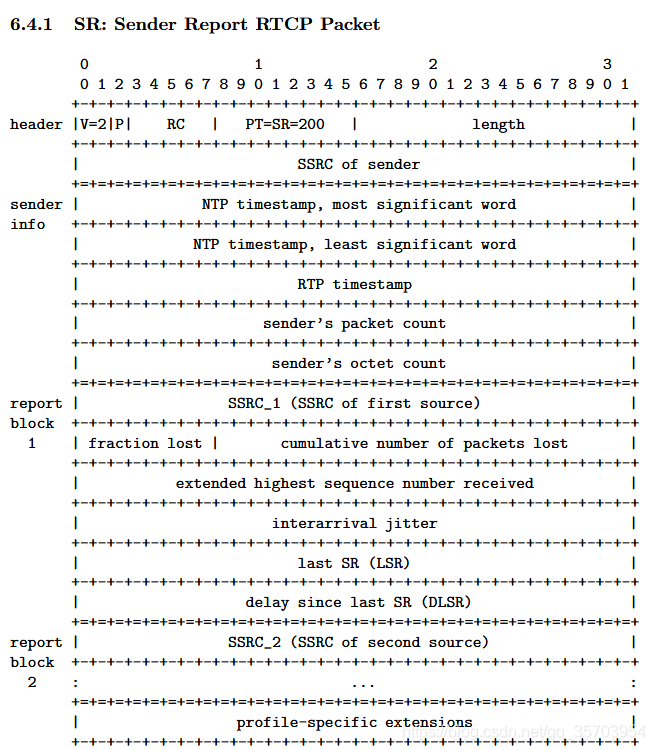 6.4.1 SR: Sender Report RTCP Packet
0                   1                   2                   3
0 1 2 3 4 5 6 7 8 9 0 1 2 3 4 5 6 7 8 9 0 1 2 3 4 5 6 7 8 9 0 1
+-+-+-+-+-+-+-+-+-+-+-+-+-+-+-+-+-+-+-+-+-+-+-+-+-+-+-+-+-+-+-+-+
header |V=2|P|    RC   |   PT=SR=200   |             length            |
+-+-+-+-+-+-+-+-+-+-+-+-+-+-+-+-+-+-+-+-+-+-+-+-+-+-+-+-+-+-+-+-+
|                         SSRC of sender                        |
+=+=+=+=+=+=+=+=+=+=+=+=+=+=+=+=+=+=+=+=+=+=+=+=+=+=+=+=+=+=+=+=+
sender |              NTP timestamp, most significant word             |
info   +-+-+-+-+-+-+-+-+-+-+-+-+-+-+-+-+-+-+-+-+-+-+-+-+-+-+-+-+-+-+-+-+
|             NTP timestamp, least significant word             |
+-+-+-+-+-+-+-+-+-+-+-+-+-+-+-+-+-+-+-+-+-+-+-+-+-+-+-+-+-+-+-+-+
|                         RTP timestamp                         |
+-+-+-+-+-+-+-+-+-+-+-+-+-+-+-+-+-+-+-+-+-+-+-+-+-+-+-+-+-+-+-+-+
|                     sender’s packet count                     |
+-+-+-+-+-+-+-+-+-+-+-+-+-+-+-+-+-+-+-+-+-+-+-+-+-+-+-+-+-+-+-+-+
|                      sender’s octet count                     |
+=+=+=+=+=+=+=+=+=+=+=+=+=+=+=+=+=+=+=+=+=+=+=+=+=+=+=+=+=+=+=+=+
report |                 SSRC_1 (SSRC of first source)                 |
block  +-+-+-+-+-+-+-+-+-+-+-+-+-+-+-+-+-+-+-+-+-+-+-+-+-+-+-+-+-+-+-+-+
1    | fraction lost |       cumulative number of packets lost       |
+-+-+-+-+-+-+-+-+-+-+-+-+-+-+-+-+-+-+-+-+-+-+-+-+-+-+-+-+-+-+-+-+
|           extended highest sequence number received           |
+-+-+-+-+-+-+-+-+-+-+-+-+-+-+-+-+-+-+-+-+-+-+-+-+-+-+-+-+-+-+-+-+
|                      interarrival jitter                      |
+-+-+-+-+-+-+-+-+-+-+-+-+-+-+-+-+-+-+-+-+-+-+-+-+-+-+-+-+-+-+-+-+
|                         last SR (LSR)                         |
+-+-+-+-+-+-+-+-+-+-+-+-+-+-+-+-+-+-+-+-+-+-+-+-+-+-+-+-+-+-+-+-+
|                   delay since last SR (DLSR)                  |
+=+=+=+=+=+=+=+=+=+=+=+=+=+=+=+=+=+=+=+=+=+=+=+=+=+=+=+=+=+=+=+=+
report |                 SSRC_2 (SSRC of second source)                |
block  +-+-+-+-+-+-+-+-+-+-+-+-+-+-+-+-+-+-+-+-+-+-+-+-+-+-+-+-+-+-+-+-+
2    :                               ...                             :
+=+=+=+=+=+=+=+=+=+=+=+=+=+=+=+=+=+=+=+=+=+=+=+=+=+=+=+=+=+=+=+=+
|                  profile-specific extensions                  |
+-+-+-+-+-+-+-+-+-+-+-+-+-+-+-+-+-+-+-+-+-+-+-+-+-+-+-+-+-+-+-+-+